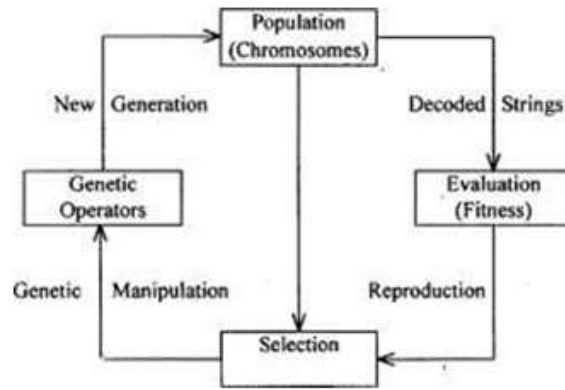 Population
(Chromosomes)
New Generation
Decoded Strings
Genetic
Operators
Evaluation
(Fitness)
Genetic Manipulation
Reproduction
Selection